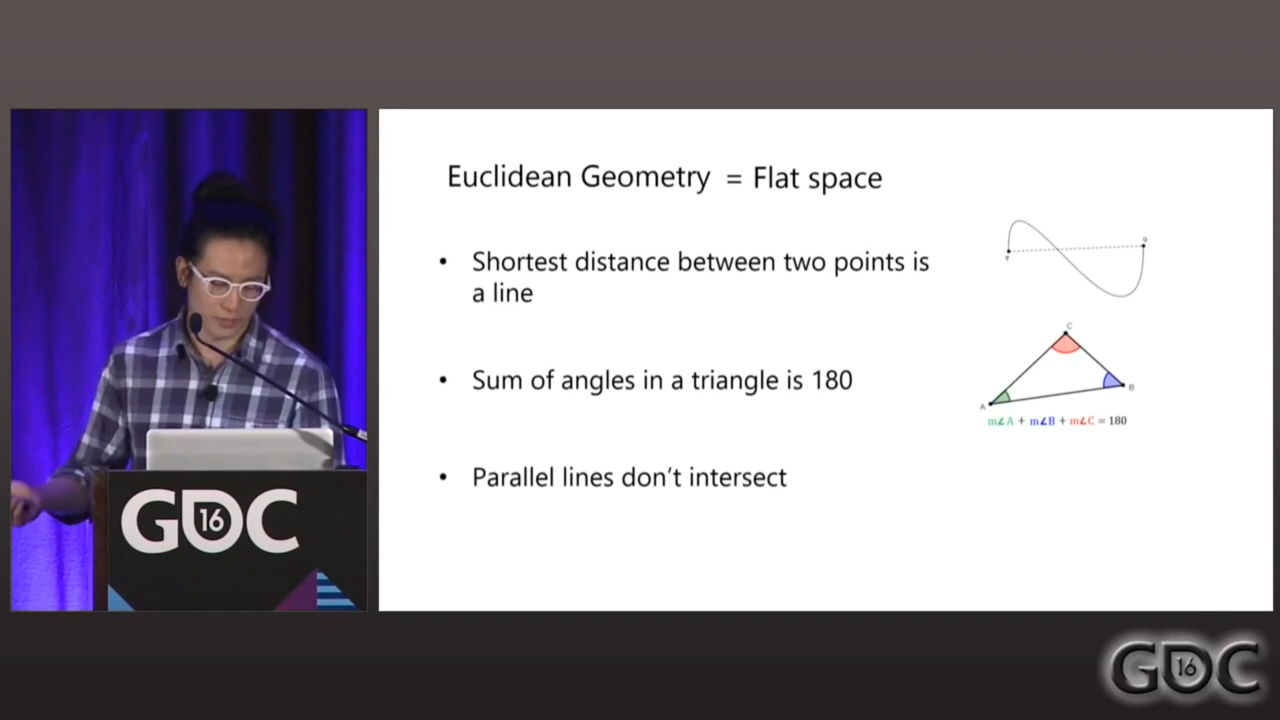 Euclidean Geometry = Flat space
• Shortest distance between two points is
a line
P
Q
• Sum of angles in a triangle is 180
C
A
B
m∠A + m∠B + m∠C = 180
• Parallel lines don't intersect
GDC 16
GDC 16